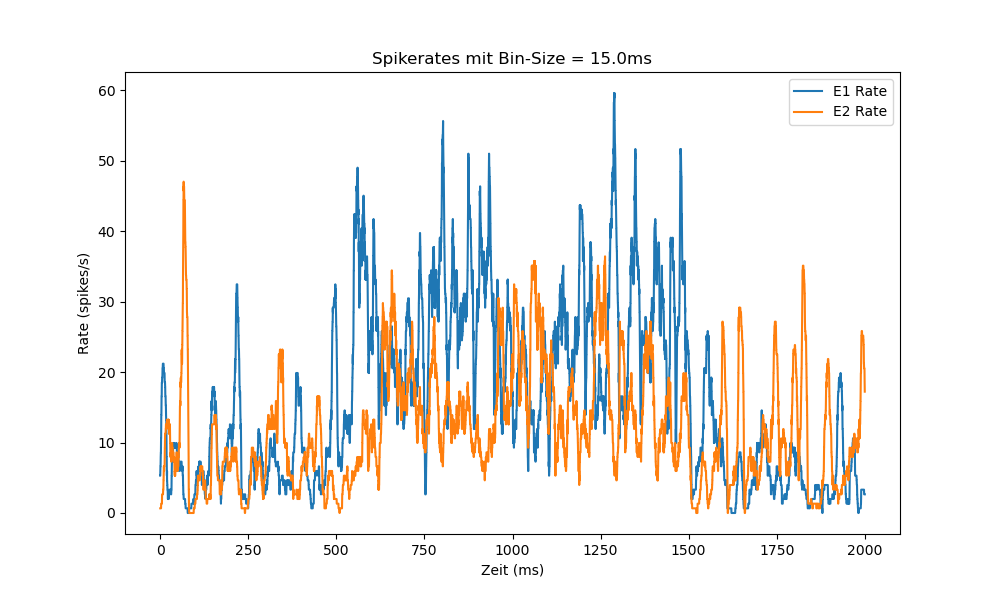 Spikerates mit Bin-Size = 15.0ms
E1 Rate
E2 Rate
60
50
40
30
20
10
0
Rate (spikes/s)
0 250 500 750 1000 1250 1500 1750 2000
Zeit (ms)